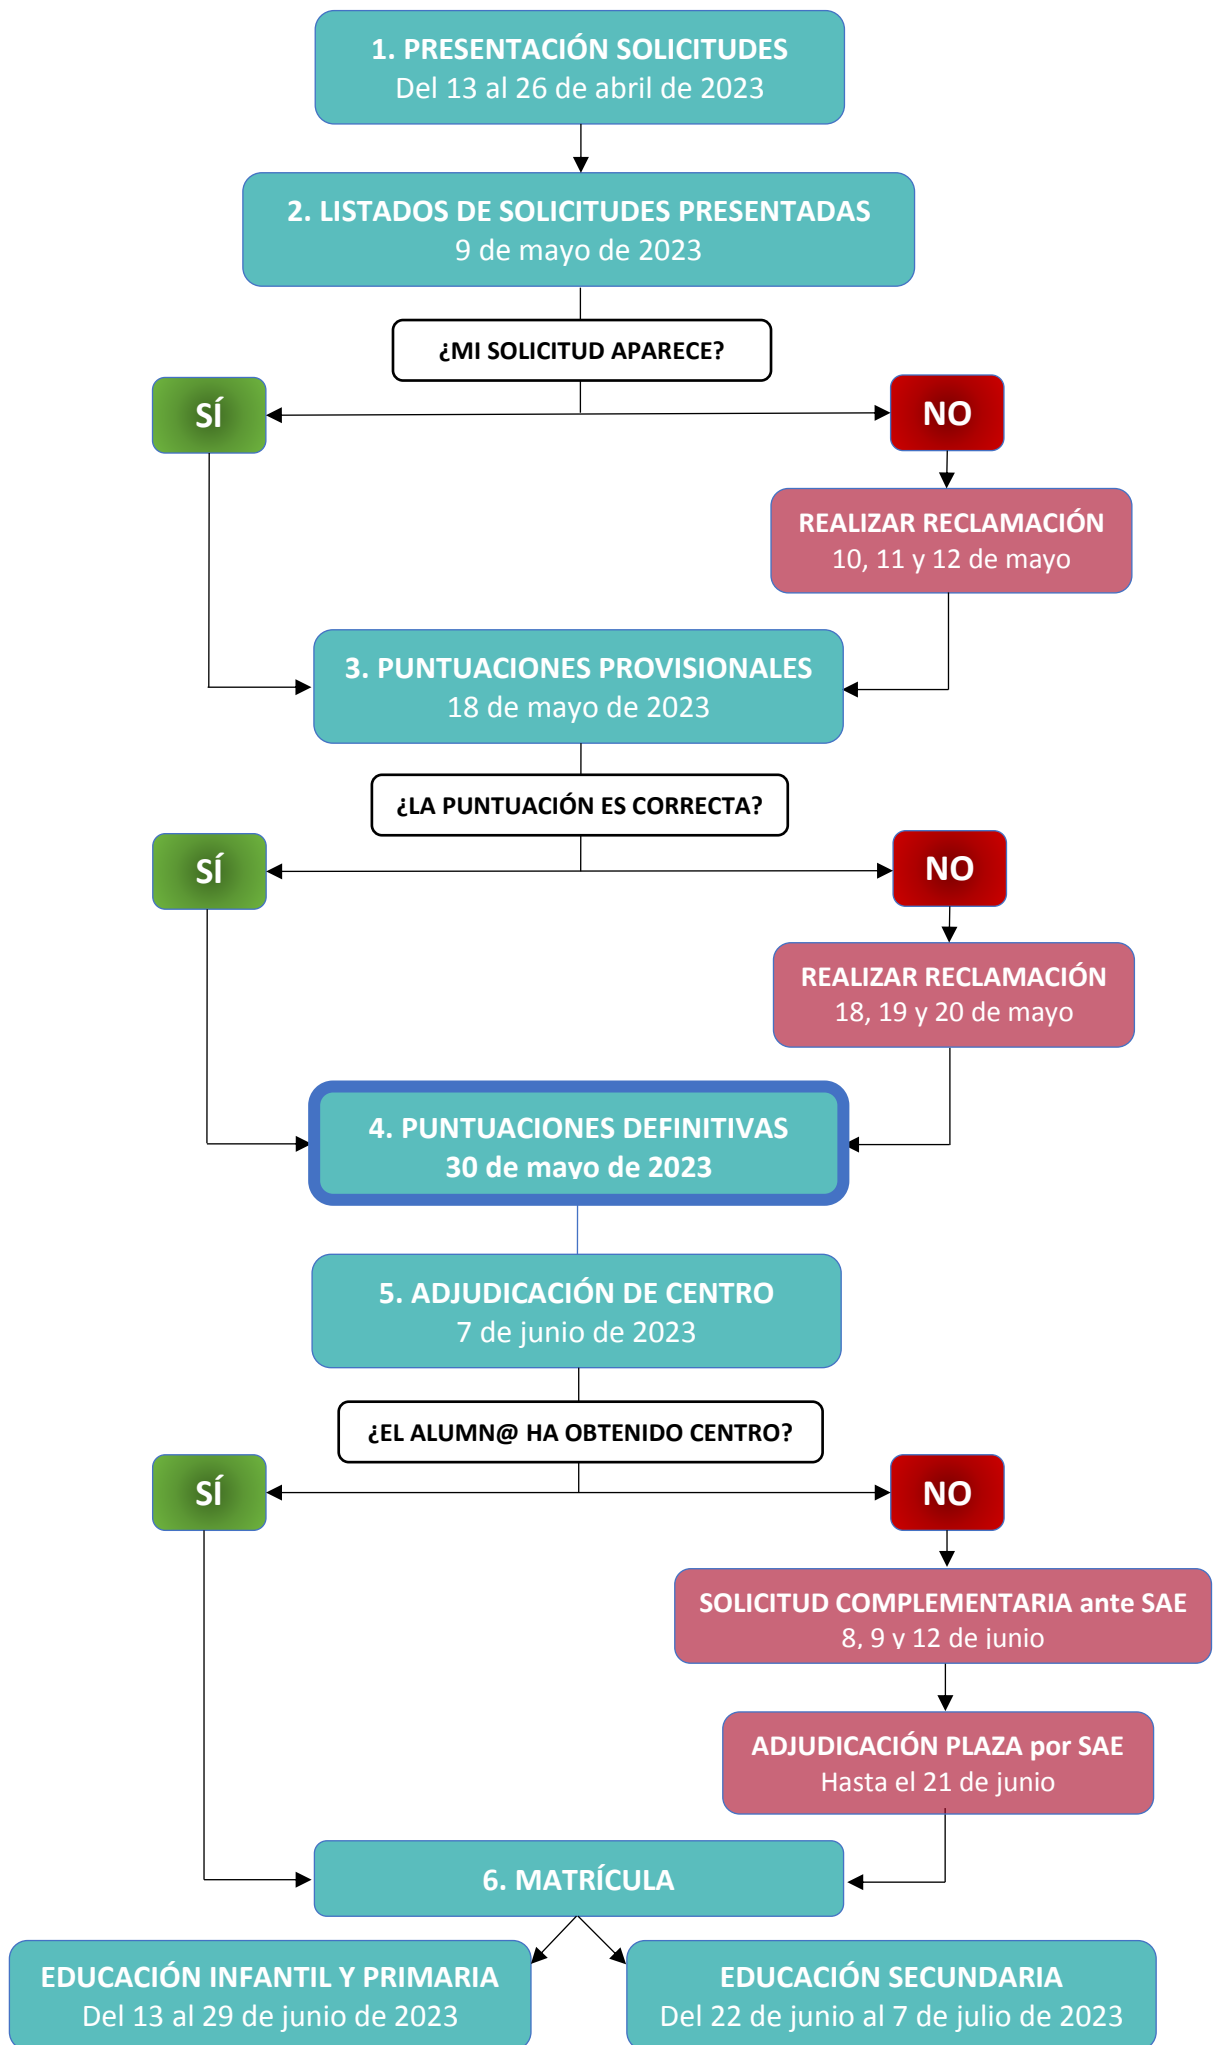 1. PRESENTACIÓN SOLICITUDES
Del 13 al 26 de abril de 2023
2. LISTADOS DE SOLICITUDES PRESENTADAS
9 de mayo de 2023
¿MI SOLICITUD APARECE?
SÍ
NO
REALIZAR RECLAMACIÓN
10, 11 y 12 de mayo
3. PUNTUACIONES PROVISIONALES
18 de mayo de 2023
¿LA PUNTUACIÓN ES CORRECTA?
SÍ
NO
REALIZAR RECLAMACIÓN
18, 19 y 20 de mayo
4. PUNTUACIONES DEFINITIVAS
30 de mayo de 2023
5. ADJUDICACIÓN DE CENTRO
7 de junio de 2023
¿EL ALUMN@ HA OBTENIDO CENTRO?
SÍ
NO
SOLICITUD COMPLEMENTARIA ante SAE
8, 9 y 12 de junio
ADJUDICACIÓN PLAZA por SAE
Hasta el 21 de junio
6. MATRÍCULA
EDUCACIÓN INFANTIL Y PRIMARIA
Del 13 al 29 de junio de 2023
EDUCACIÓN SECUNDARIA
Del 22 de junio al 7 de julio de 2023